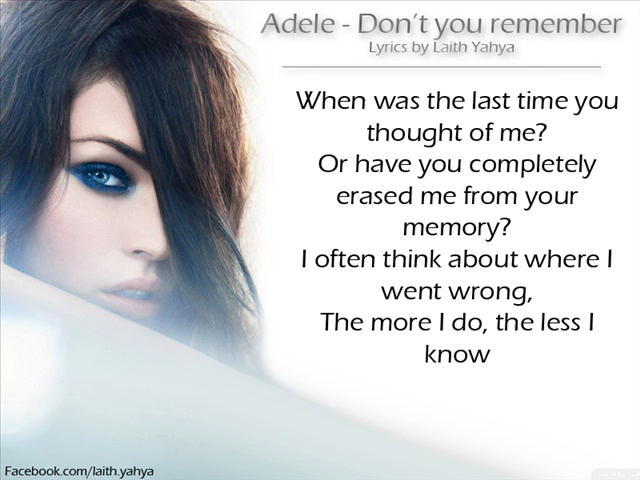 Adele - Don't you remember
Lyrics by Laith Yahya
When was the last time you
thought of me?
Or have you completely
erased me from your
memory?
I often think about where I
went wrong,
The more I do, the less I
know
Facebook.com/laith.yahya